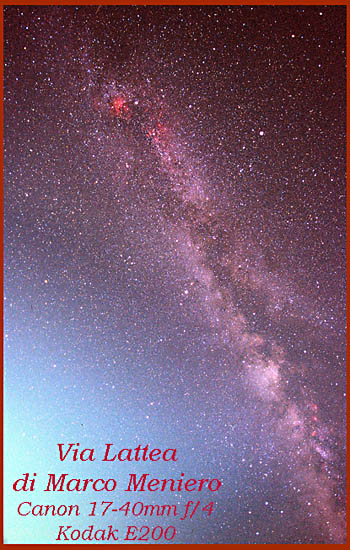 Via Lattea
di Marco Meniero
Canon 17-40mm f/4
Kodak E200